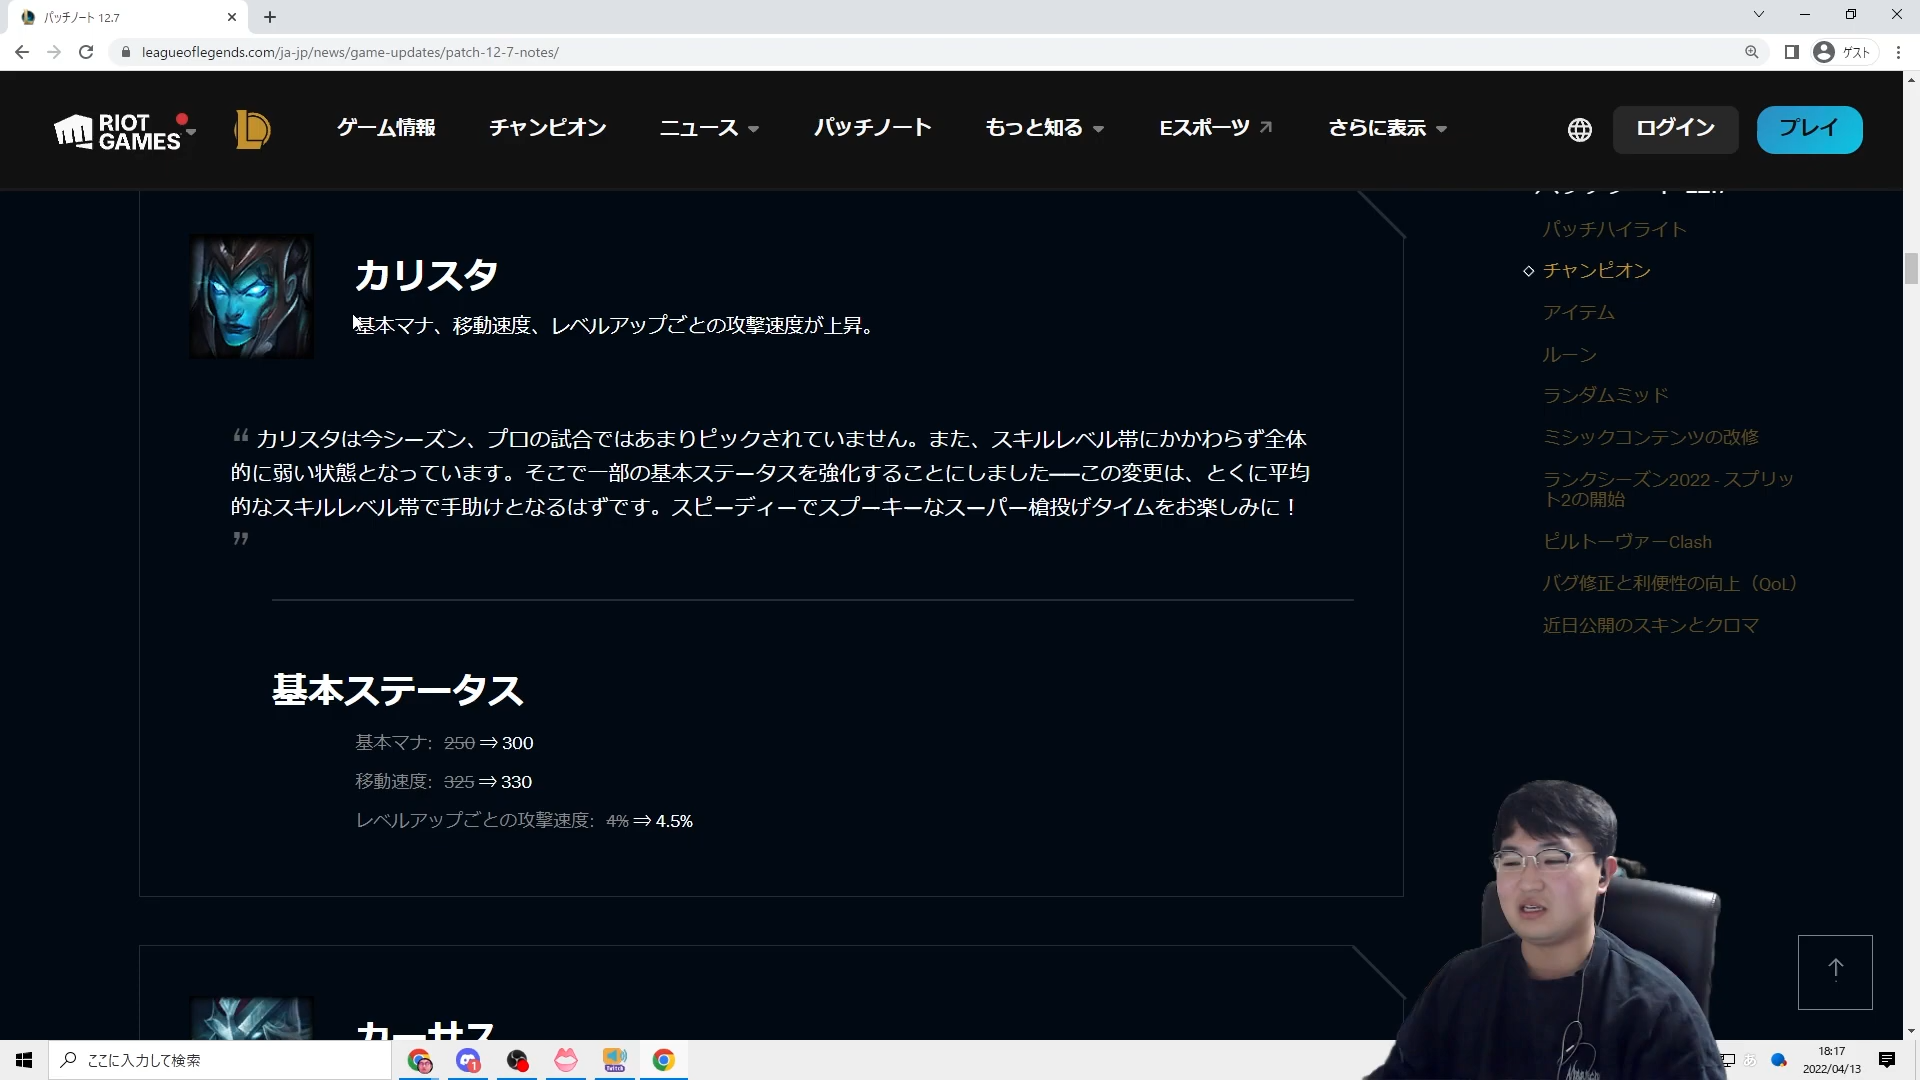 パッチノート 12.7
leagueoflegends.com/ja-jp/news/game-updates/patch-12-7-notes/
ゲスト
RIOT GAMES
ゲーム情報
チャンピオン
ニュース
パッチノート
もっと知る
Eスポーツ
さらに表示
ログイン
プレイ
カリスタ
基本マナ、移動速度、レベルアップごとの攻撃速度が上昇。
“ カリスタは今シーズン、プロの試合ではあまりピックされていません。また、スキルレベル帯にかかわらず全体
的に弱い状態となっています。そこで一部の基本ステータスを強化することにしました──この変更は、とくに平均
的なスキルレベル帯で手助けとなるはずです。スピーディーでスプーキーなスーパー槍投げタイムをお楽しみに！
”
基本ステータス
基本マナ: 250 ⇒ 300
移動速度: 325 ⇒ 330
レベルアップごとの攻撃速度: 4% ⇒ 4.5%
カーサス
パッチハイライト
チャンピオン
アイテム
ルーン
ランダムミッド
ミシックコンテンツの改修
ランクシーズン2022 - スプリッ
ト2の開始
ピルトーヴァーClash
バグ修正と利便性の向上（QoL）
近日公開のスキンとクロマ
ここに入力して検索
1
Twitch
あ
18:17
2022/04/13